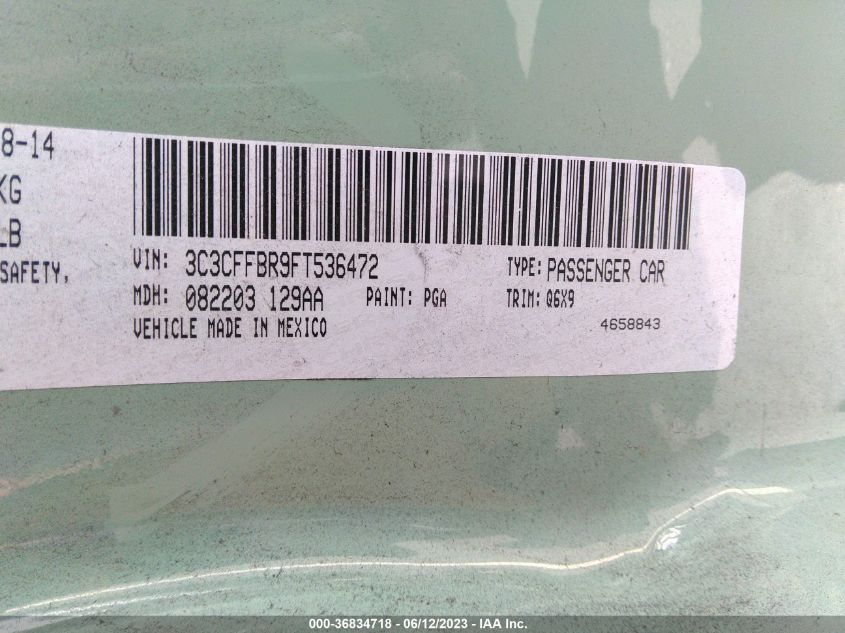 8-14
KG
LB
SAFETY,
VIN: 3C3CFFBR9FT536472 TYPE: PASSENGER CAR
MDH: 082203 129AA PAINT: PGA TRIM: Q6X9
VEHICLE MADE IN MEXICO 4658843
000-36834718 - 06/12/2023 - IAA Inc.